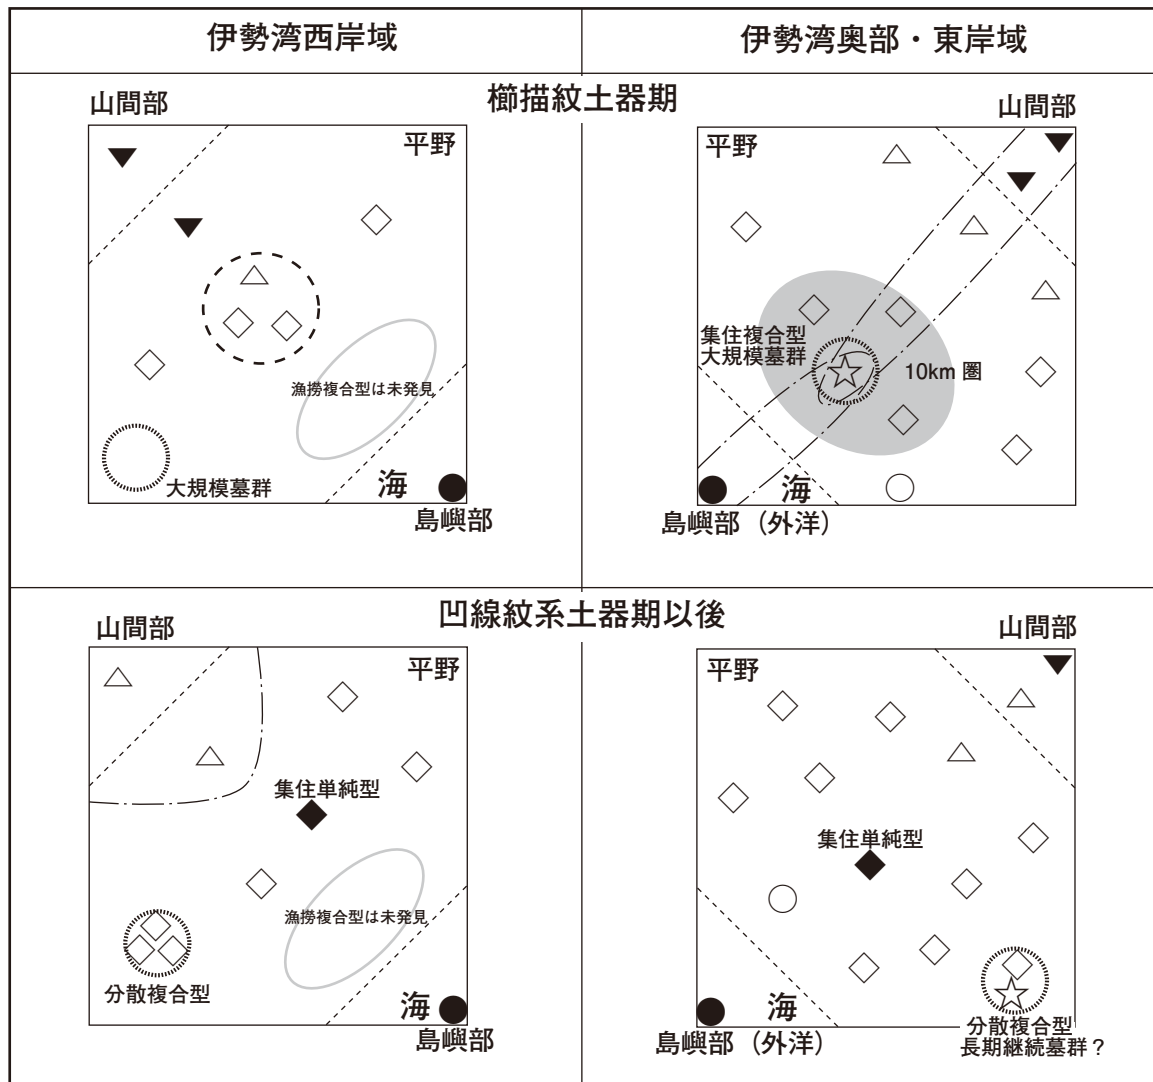 伊勢湾西岸域
伊勢湾奥部・東岸域
櫛描紋土器期
山間部
平野
漁撈複合型は未発見
大規模墓群
海
島嶼部
山間部
平野
集住複合型
大規模墓群
10km 圏
海
島嶼部（外洋）
凹線紋系土器期以後
山間部
平野
集住単純型
漁撈複合型は未発見
分散複合型
海
島嶼部
山間部
平野
集住単純型
海
島嶼部（外洋）
分散複合型
長期継続墓群？